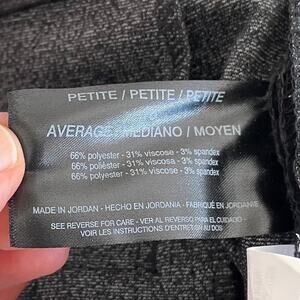 PETITE / PETITE / PETITE
AVERAGE / MEDIANO / MOYEN
66% polyester - 31% viscose - 3% spandex
66% poliéster - 31% viscosa - 3% spandex
66% polyester - 31% viscose - 3% spandex
MADE IN JORDAN - HECHO EN JORDANIA - FABRIQUÉ EN JORDANIE
SEE REVERSE FOR CARE - VER AL REVERSO PARA EL CUIDADO -
VOIR LES INSTRUCTIONS D'ENTRETIEN AU DOS